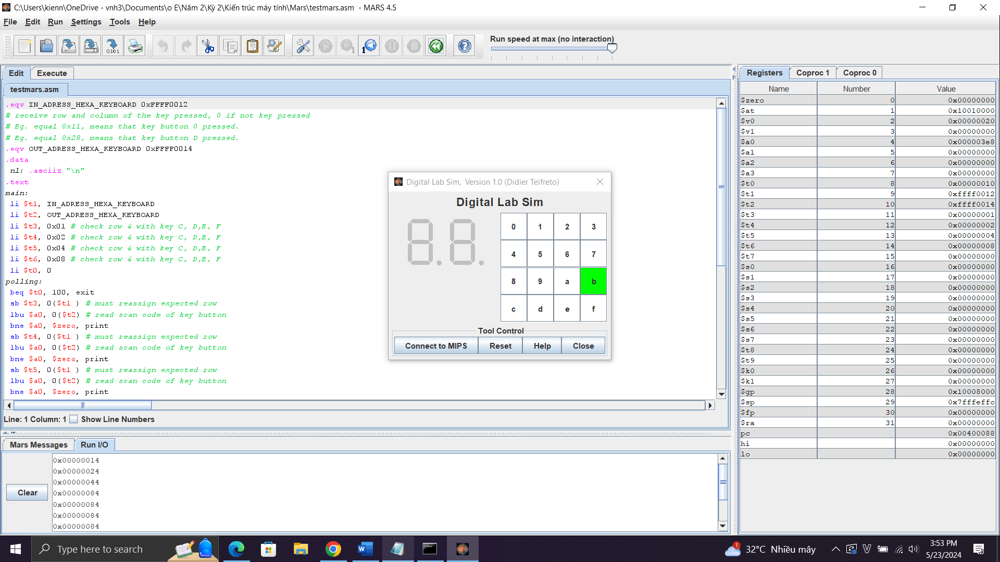 C:\Users\kienn\OneDrive - vnh3\Documents\o E\Năm 2\Kỳ 2\Kiến trúc máy tính\Mars\testmars.asm - MARS 4.5
File Edit Run Settings Tools Help
Run speed at max (no interaction)
Edit Execute
testmars.asm
.eqv IN_ADRESS_HEXA_KEYBOARD 0xFFFF0012
# receive row and column of the key pressed, 0 if not key pressed
# Eg. equal 0x11, means that key button 0 pressed.
# Eg. equal 0x28, means that key button D pressed.
.eqv OUT_ADRESS_HEXA_KEYBOARD 0xFFFF0014
.data
nl: .asciiz "\n"
.text
main:
li $t1, IN_ADRESS_HEXA_KEYBOARD
li $t2, OUT_ADRESS_HEXA_KEYBOARD
li $t3, 0x01 # check row 4 with key C, D,E, F
li $t4, 0x02 # check row 4 with key C, D,E, F
li $t5, 0x04 # check row 4 with key C, D,E, F
li $t6, 0x08 # check row 4 with key C, D,E, F
li $t0, 0
polling:
beq $t0, 100, exit
sb $t3, 0($t1 ) # must reassign expected row
lbu $a0, 0($t2) # read scan code of key button
bne $a0, $zero, print
sb $t4, 0($t1 ) # must reassign expected row
lbu $a0, 0($t2) # read scan code of key button
bne $a0, $zero, print
sb $t5, 0($t1 ) # must reassign expected row
lbu $a0, 0($t2) # read scan code of key button
bne $a0, $zero, print
Line: 1 Column: 1 Show Line Numbers
Mars Messages Run I/O
Clear
0x00000014
0x00000024
0x00000044
0x00000084
0x00000084
0x00000084
0x00000084
Digital Lab Sim, Version 1.0 (Didier Teifreto)
Digital Lab Sim
8.8.
0 1 2 3
4 5 6 7
8 9 a b
c d e f
Tool Control
Connect to MIPS Reset Help Close
Registers Coproc 1 Coproc 0
Name Number Value
$zero 0 0x00000000
$at 1 0x10010000
$v0 2 0x00000020
$v1 3 0x00000000
$a0 4 0x000003e8
$a1 5 0x00000000
$a2 6 0x00000000
$a3 7 0x00000000
$t0 8 0x00000010
$t1 9 0xffff0012
$t2 10 0xffff0014
$t3 11 0x00000001
$t4 12 0x00000002
$t5 13 0x00000004
$t6 14 0x00000008
$t7 15 0x00000000
$s0 16 0x00000000
$s1 17 0x00000000
$s2 18 0x00000000
$s3 19 0x00000000
$s4 20 0x00000000
$s5 21 0x00000000
$s6 22 0x00000000
$s7 23 0x00000000
$t8 24 0x00000000
$t9 25 0x00000000
$k0 26 0x00000000
$k1 27 0x00000000
$gp 28 0x10008000
$sp 29 0x7fffeffc
$fp 30 0x00000000
$ra 31 0x00000000
pc 0x00400088
hi 0x00000000
lo 0x00000000
Type here to search
1 32°C Nhiều mây
3:53 PM
5/23/2024